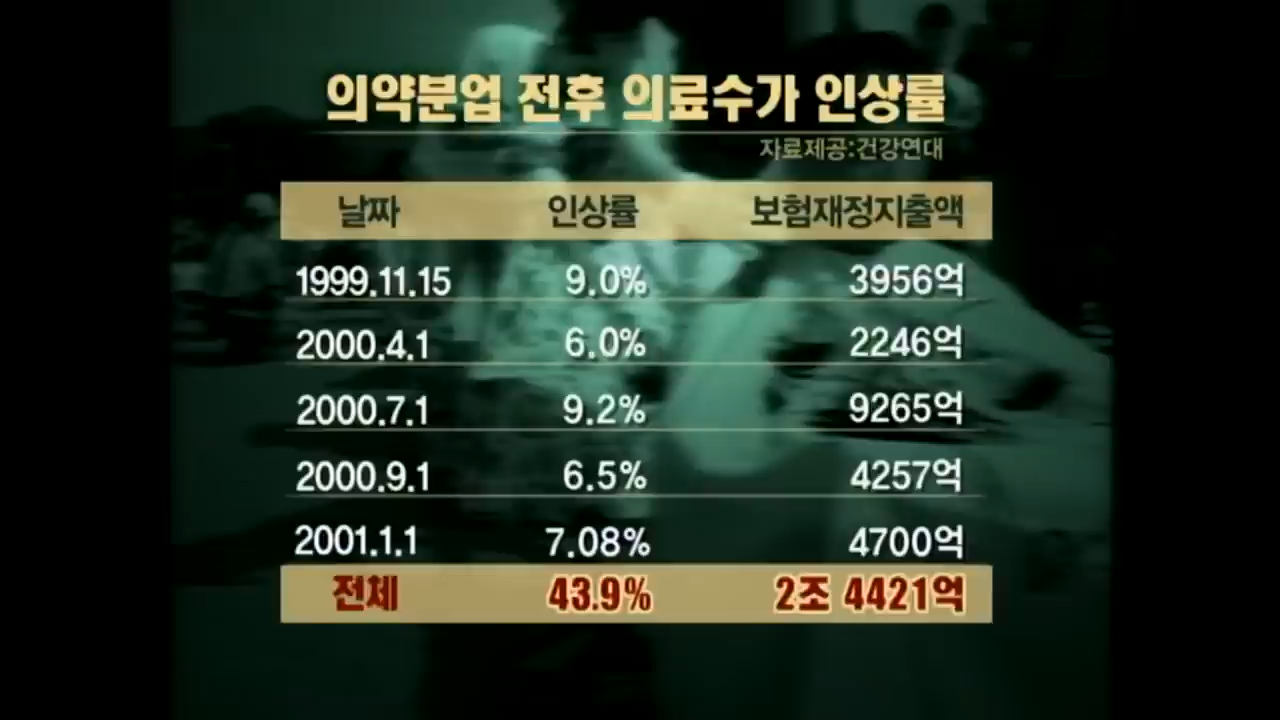 의약분업 전후 의료수가 인상률
자료제공:건강연대
날짜 인상률 보험재정지출액
1999.11.15 9.0% 3956억
2000.4.1 6.0% 2246억
2000.7.1 9.2% 9265억
2000.9.1 6.5% 4257억
2001.1.1 7.08% 4700억
전체 43.9% 2조 4421억